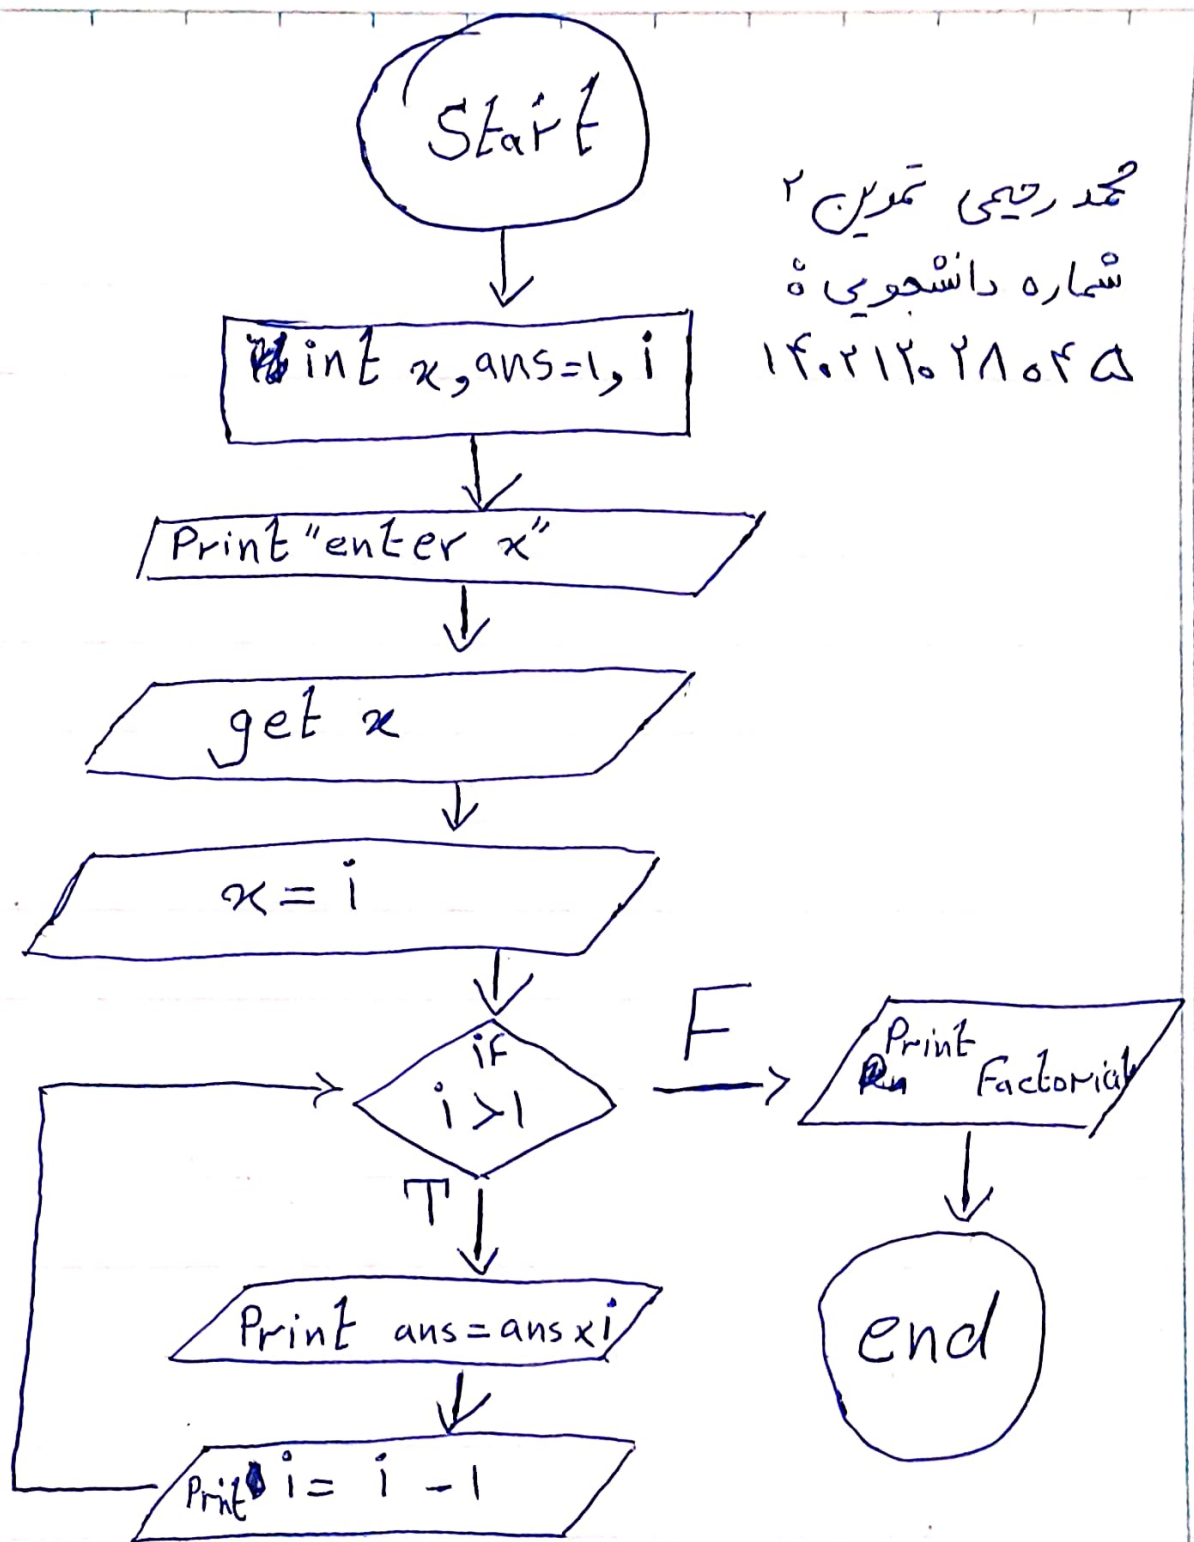 Start
محمد رحیمی تمرین ۲
شماره دانشجویی :
۱۴۰۲۱۲۰۲۸۰۴۵
int x, ans=1, i
Print "enter x"
get x
x = i
if
i > 1
F
Print
Factorial
T
Print ans = ans x i
end
Print i = i - 1